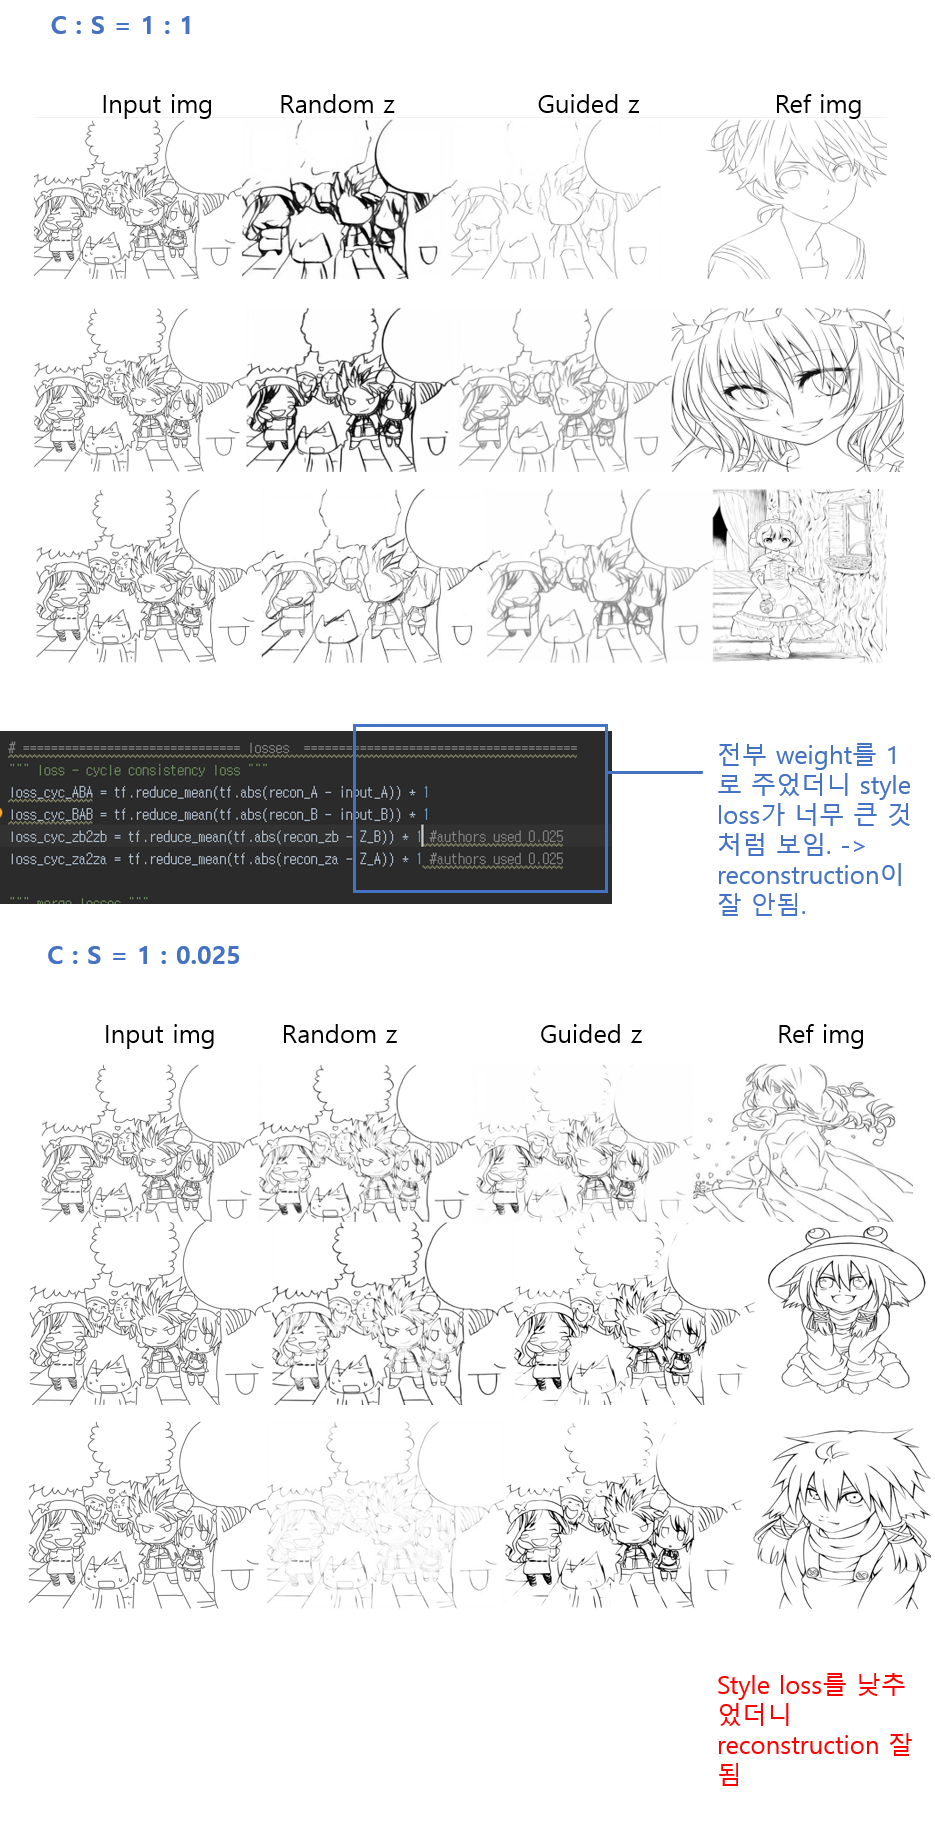 C : S = 1 : 1
Input img Random z Guided z Ref img
# =============================== losses =======================================
""" loss - cycle consistency loss """
loss_cyc_ABA = tf.reduce_mean(tf.abs(recon_A - input_A)) * 1
loss_cyc_BAB = tf.reduce_mean(tf.abs(recon_B - input_B)) * 1
loss_cyc_zb2zb = tf.reduce_mean(tf.abs(recon_zb - Z_B)) * 1 #authors used 0.025
loss_cyc_za2za = tf.reduce_mean(tf.abs(recon_za - Z_A)) * 1 #authors used 0.025
""" merge losses """
전부 weight를 1
로 주었더니 style
loss가 너무 큰 것
처럼 보임. ->
reconstruction이
잘 안됨.
C : S = 1 : 0.025
Input img Random z Guided z Ref img
Style loss를 낮추
었더니
reconstruction 잘
됨